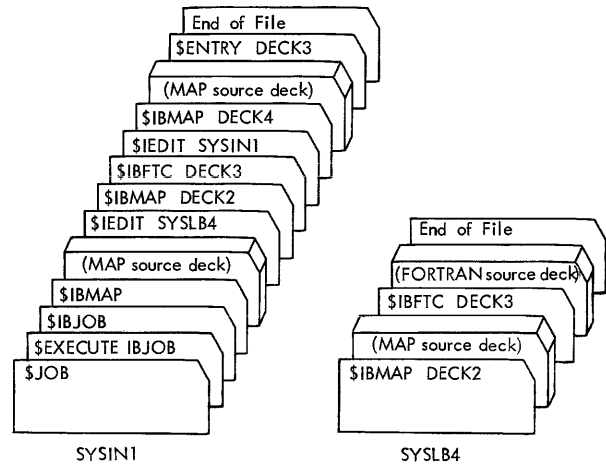 End of File
$ENTRY DECK3
(MAP source deck)
$IBMAP DECK4
$IEDIT SYSIN1
$IBFTC DECK3
$IBMAP DECK2
$IEDIT SYSLB4
(MAP source deck)
$IBMAP
$IBJOB
$EXECUTE IBJOB
$JOB
SYSIN1
End of File
(FORTRAN source deck)
$IBFTC DECK3
(MAP source deck)
$IBMAP DECK2
SYSLB4